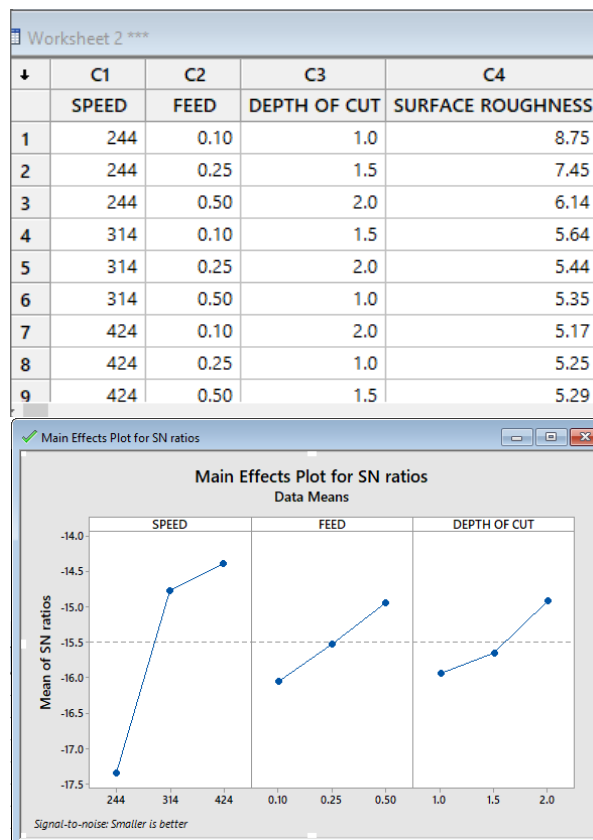 Worksheet 2 ***
↓ C1 C2 C3 C4
SPEED FEED DEPTH OF CUT SURFACE ROUGHNESS
1 244 0.10 1.0 8.75
2 244 0.25 1.5 7.45
3 244 0.50 2.0 6.14
4 314 0.10 1.5 5.64
5 314 0.25 2.0 5.44
6 314 0.50 1.0 5.35
7 424 0.10 2.0 5.17
8 424 0.25 1.0 5.25
9 424 0.50 1.5 5.29
Main Effects Plot for SN ratios
Main Effects Plot for SN ratios
Data Means
SPEED FEED DEPTH OF CUT
-14.0
-14.5
-15.0
-15.5
-16.0
-16.5
-17.0
-17.5
Mean of SN ratios
244 314 424 0.10 0.25 0.50 1.0 1.5 2.0
Signal-to-noise: Smaller is better